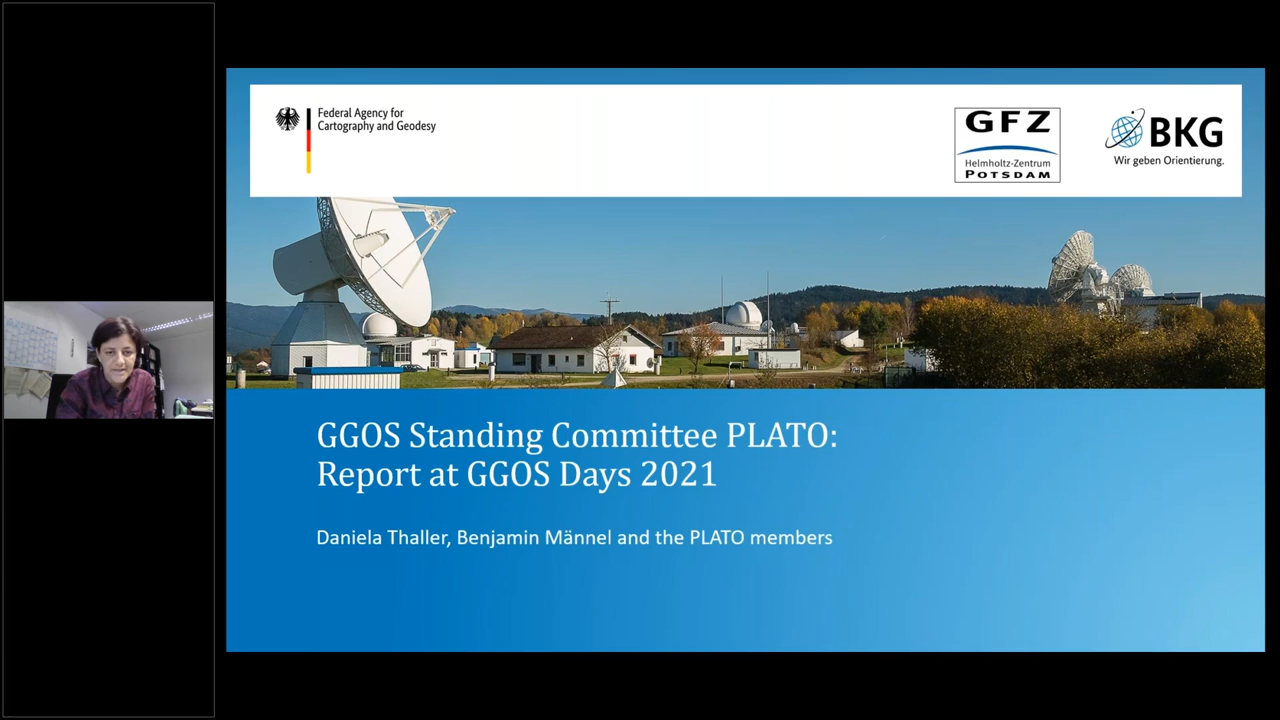 Federal Agency for
Cartography and Geodesy
GFZ
Helmholtz-Zentrum
POTSDAM
BKG
Wir geben Orientierung.
GGOS Standing Committee PLATO:
Report at GGOS Days 2021
Daniela Thaller, Benjamin Männel and the PLATO members